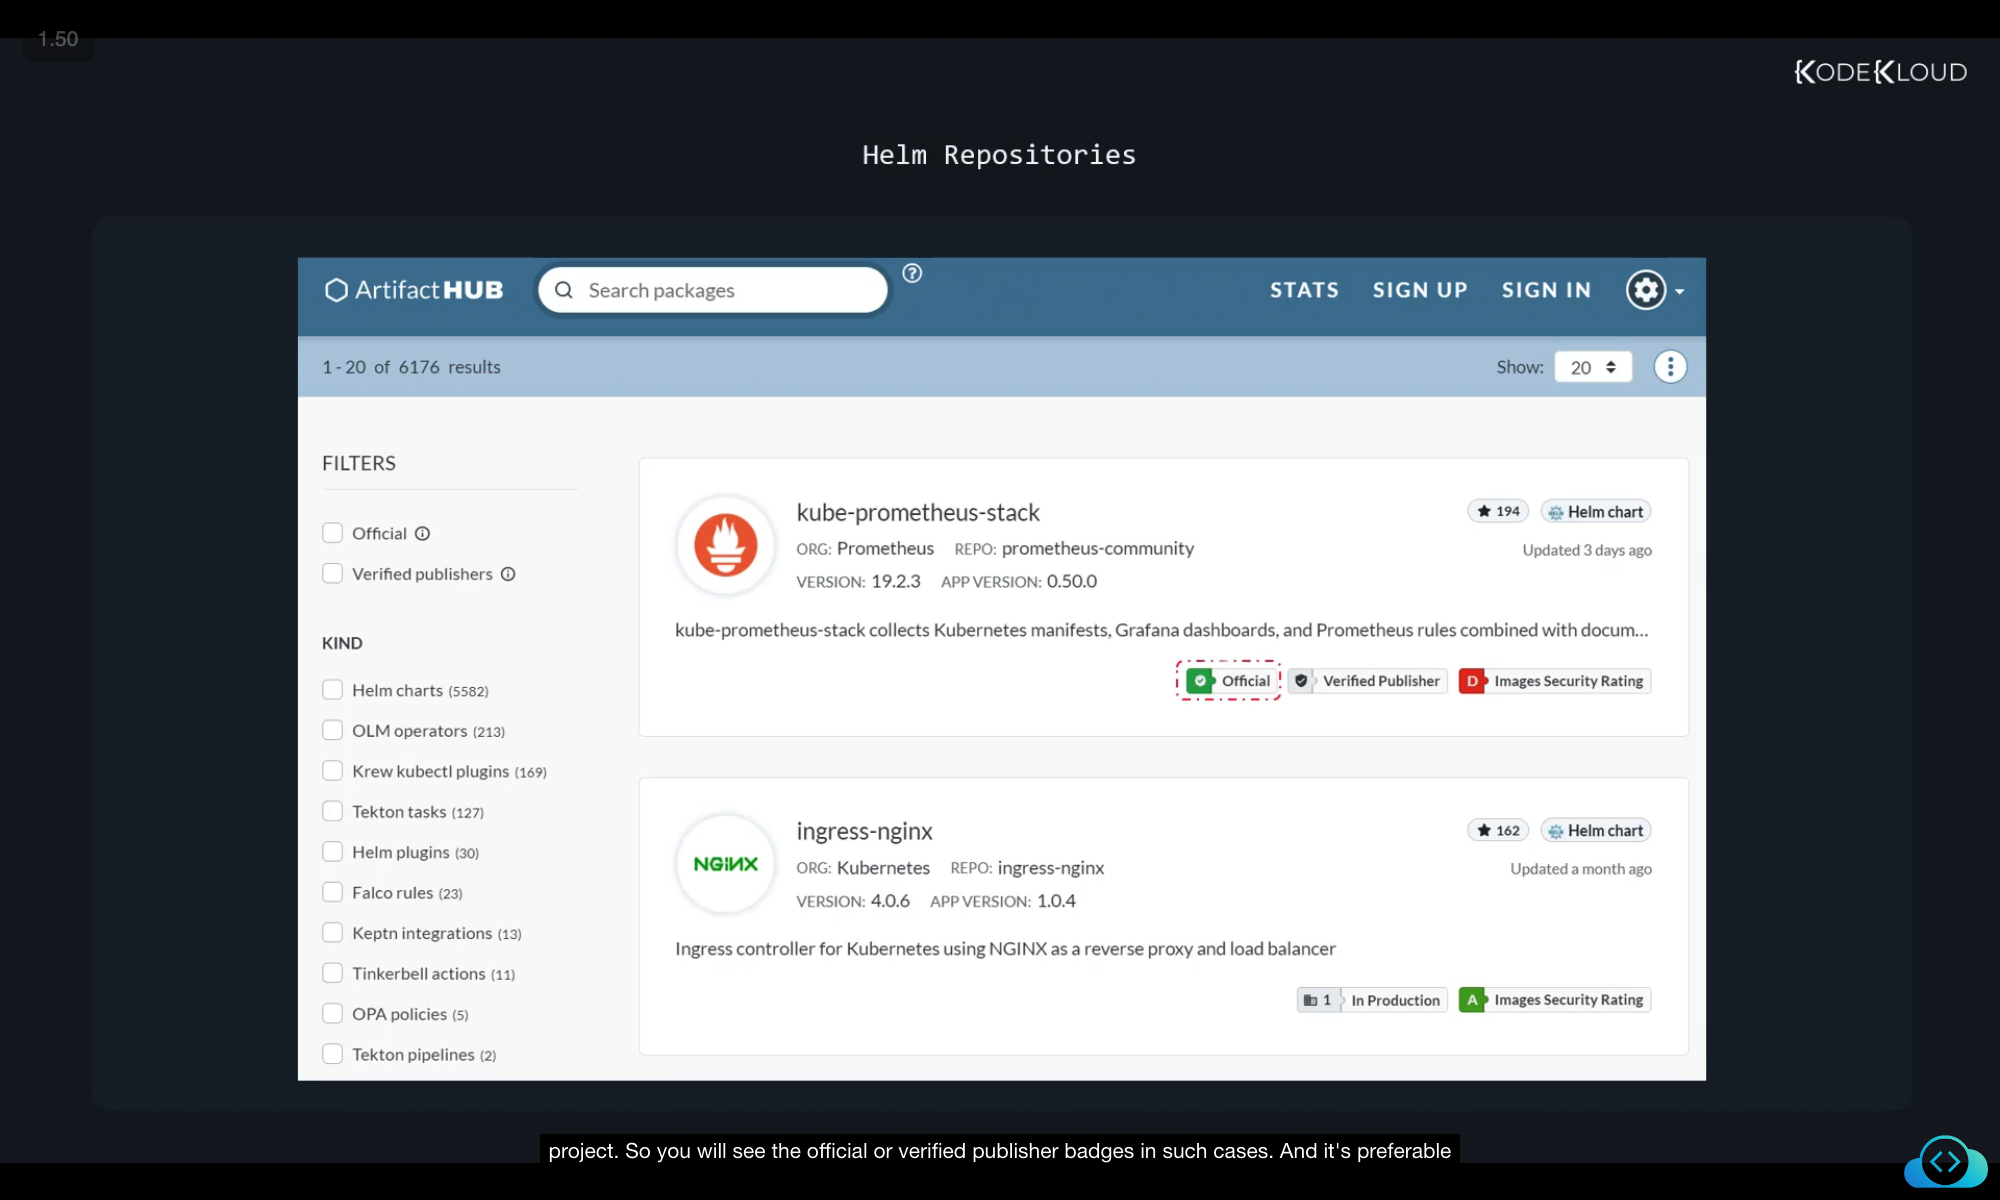 1.50
KODEKLOUD
Helm Repositories
ArtifactHUB
Search packages
?
STATS SIGN UP SIGN IN
1 - 20 of 6176 results
Show: 20
FILTERS
Official
Verified publishers
KIND
Helm charts (5582)
OLM operators (213)
Krew kubectl plugins (169)
Tekton tasks (127)
Helm plugins (30)
Falco rules (23)
Keptn integrations (13)
Tinkerbell actions (11)
OPA policies (5)
Tekton pipelines (2)
kube-prometheus-stack
194 Helm chart
ORG: Prometheus REPO: prometheus-community
Updated 3 days ago
VERSION: 19.2.3 APP VERSION: 0.50.0
kube-prometheus-stack collects Kubernetes manifests, Grafana dashboards, and Prometheus rules combined with docum...
Official Verified Publisher D Images Security Rating
NGINX
ingress-nginx
162 Helm chart
ORG: Kubernetes REPO: ingress-nginx
Updated a month ago
VERSION: 4.0.6 APP VERSION: 1.0.4
Ingress controller for Kubernetes using NGINX as a reverse proxy and load balancer
1 In Production A Images Security Rating
project. So you will see the official or verified publisher badges in such cases. And it's preferable